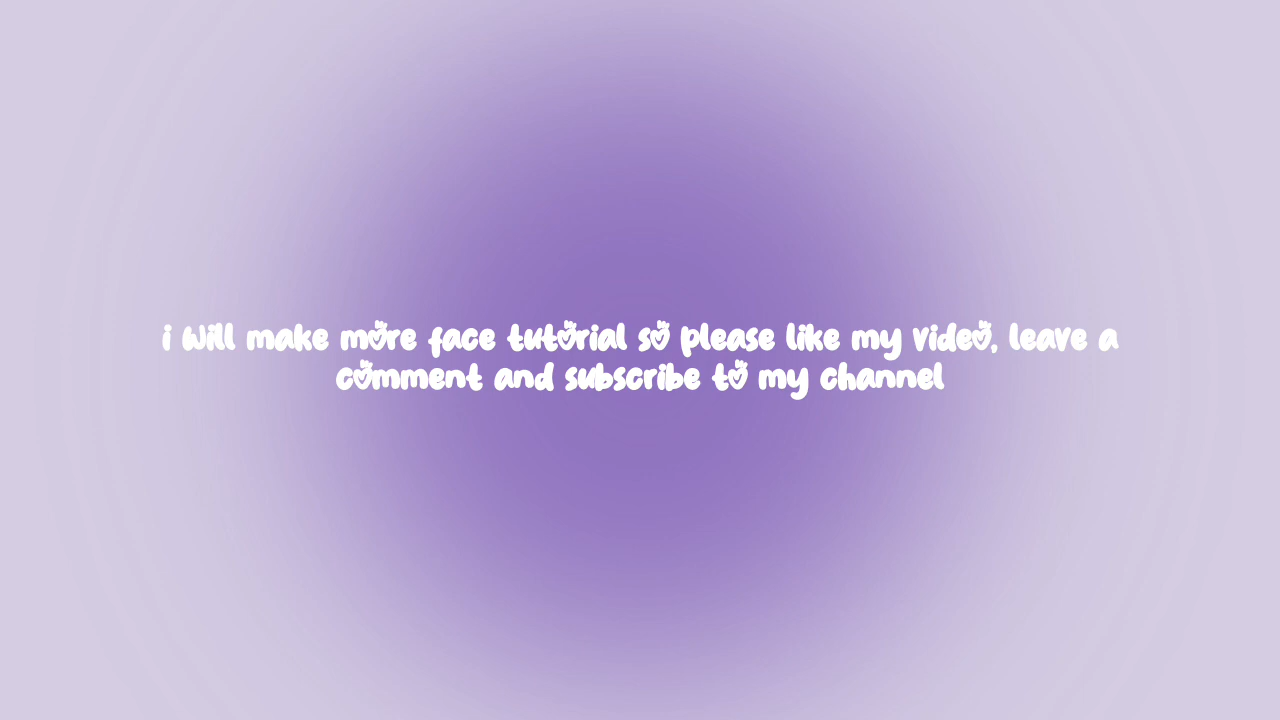 i will make more face tutorial so please like my video, leave a
comment and subscribe to my channel